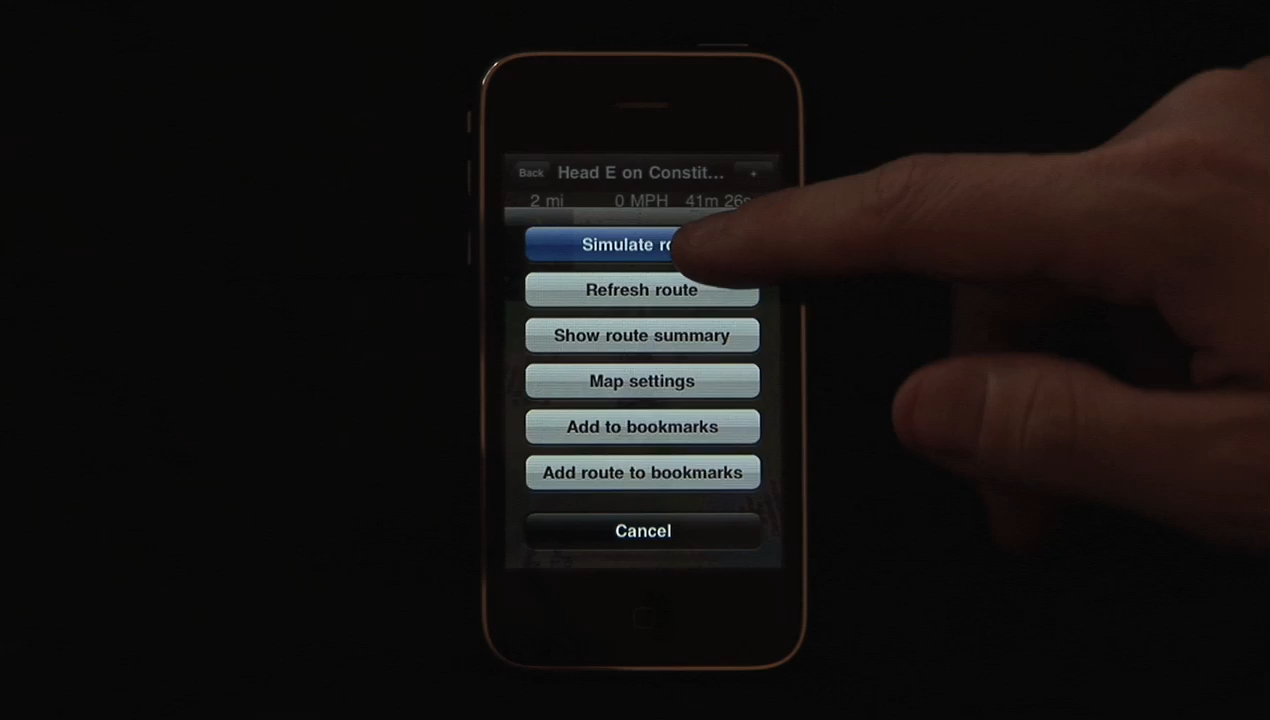 Back Head E on Constit... +
2 mi 0 MPH 41m 26s
Simulate ro
Refresh route
Show route summary
Map settings
Add to bookmarks
Add route to bookmarks
Cancel